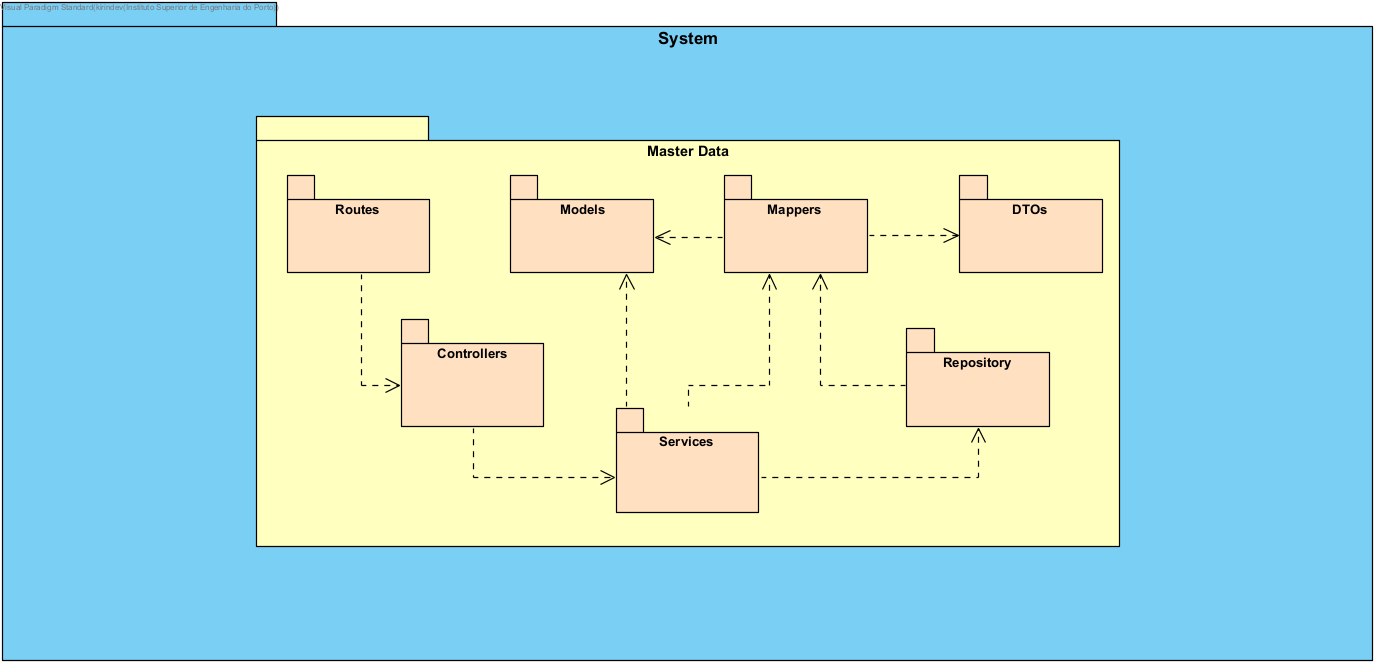 Visual Paradigm Standard(kirindev(Instituto Superior de Engenharia do Porto))
System
Master Data
Routes
Models
Mappers
DTOs
Controllers
Repository
Services